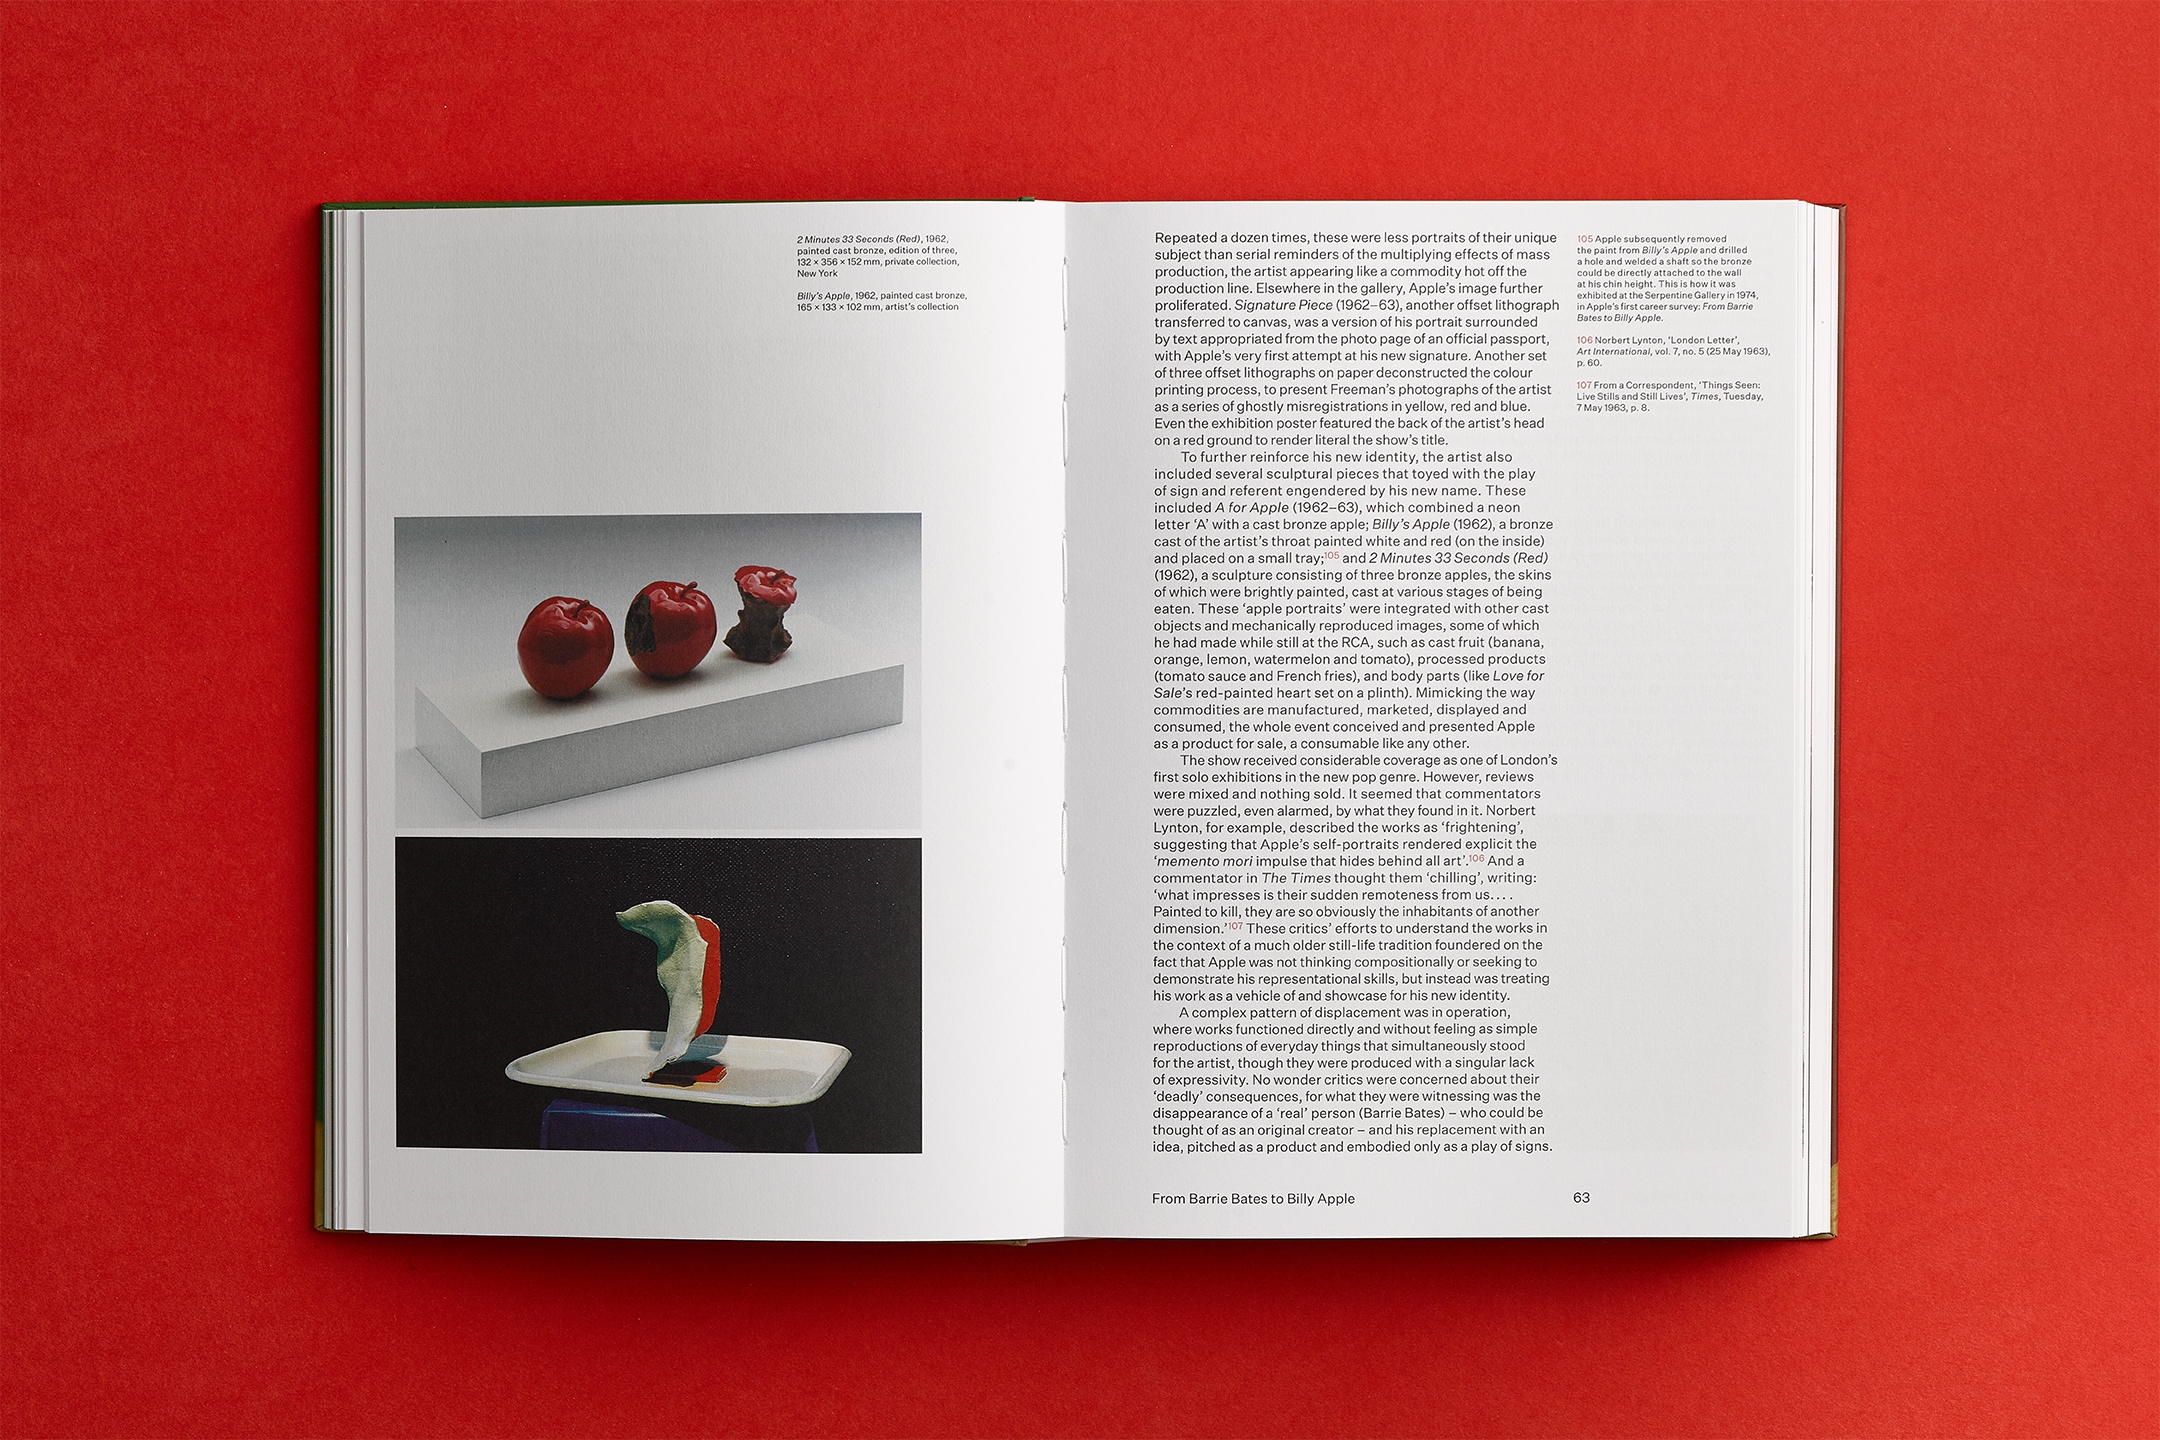 2 Minutes 33 Seconds (Red), 1962,
painted cast bronze, edition of three,
132 × 356 × 152 mm, private collection,
New York
Billy's Apple, 1962, painted cast bronze,
165 × 133 × 102 mm, artist's collection
Repeated a dozen times, these were less portraits of their unique
subject than serial reminders of the multiplying effects of mass
production, the artist appearing like a commodity hot off the
production line. Elsewhere in the gallery, Apple's image further
proliferated. Signature Piece (1962–63), another offset lithograph
transferred to canvas, was a version of his portrait surrounded
by text appropriated from the photo page of an official passport,
with Apple's very first attempt at his new signature. Another set
of three offset lithographs on paper deconstructed the colour
printing process, to present Freeman's photographs of the artist
as a series of ghostly misregistrations in yellow, red and blue.
Even the exhibition poster featured the back of the artist's head
on a red ground to render literal the show's title.
To further reinforce his new identity, the artist also
included several sculptural pieces that toyed with the play
of sign and referent engendered by his new name. These
included A for Apple (1962–63), which combined a neon
letter 'A' with a cast bronze apple; Billy's Apple (1962), a bronze
cast of the artist's throat painted white and red (on the inside)
and placed on a small tray;105 and 2 Minutes 33 Seconds (Red)
(1962), a sculpture consisting of three bronze apples, the skins
of which were brightly painted, cast at various stages of being
eaten. These 'apple portraits' were integrated with other cast
objects and mechanically reproduced images, some of which
he had made while still at the RCA, such as cast fruit (banana,
orange, lemon, watermelon and tomato), processed products
(tomato sauce and French fries), and body parts (like Love for
Sale's red-painted heart set on a plinth). Mimicking the way
commodities are manufactured, marketed, displayed and
consumed, the whole event conceived and presented Apple
as a product for sale, a consumable like any other.
The show received considerable coverage as one of London's
first solo exhibitions in the new pop genre. However, reviews
were mixed and nothing sold. It seemed that commentators
were puzzled, even alarmed, by what they found in it. Norbert
Lynton, for example, described the works as 'frightening',
suggesting that Apple's self-portraits rendered explicit the
'memento mori impulse that hides behind all art'.106 And a
commentator in The Times thought them 'chilling', writing:
'what impresses is their sudden remoteness from us. . . .
Painted to kill, they are so obviously the inhabitants of another
dimension.'107 These critics' efforts to understand the works in
the context of a much older still-life tradition foundered on the
fact that Apple was not thinking compositionally or seeking to
demonstrate his representational skills, but instead was treating
his work as a vehicle of and showcase for his new identity.
A complex pattern of displacement was in operation,
where works functioned directly and without feeling as simple
reproductions of everyday things that simultaneously stood
for the artist, though they were produced with a singular lack
of expressivity. No wonder critics were concerned about their
'deadly' consequences, for what they were witnessing was the
disappearance of a 'real' person (Barrie Bates) – who could be
thought of as an original creator – and his replacement with an
idea, pitched as a product and embodied only as a play of signs.
105 Apple subsequently removed
the paint from Billy's Apple and drilled
a hole and welded a shaft so the bronze
could be directly attached to the wall
at his chin height. This is how it was
exhibited at the Serpentine Gallery in 1974,
in Apple's first career survey: From Barrie
Bates to Billy Apple.
106 Norbert Lynton, 'London Letter',
Art International, vol. 7, no. 5 (25 May 1963),
p. 60.
107 From a Correspondent, 'Things Seen:
Live Stills and Still Lives', Times, Tuesday,
7 May 1963, p. 8.
From Barrie Bates to Billy Apple
63